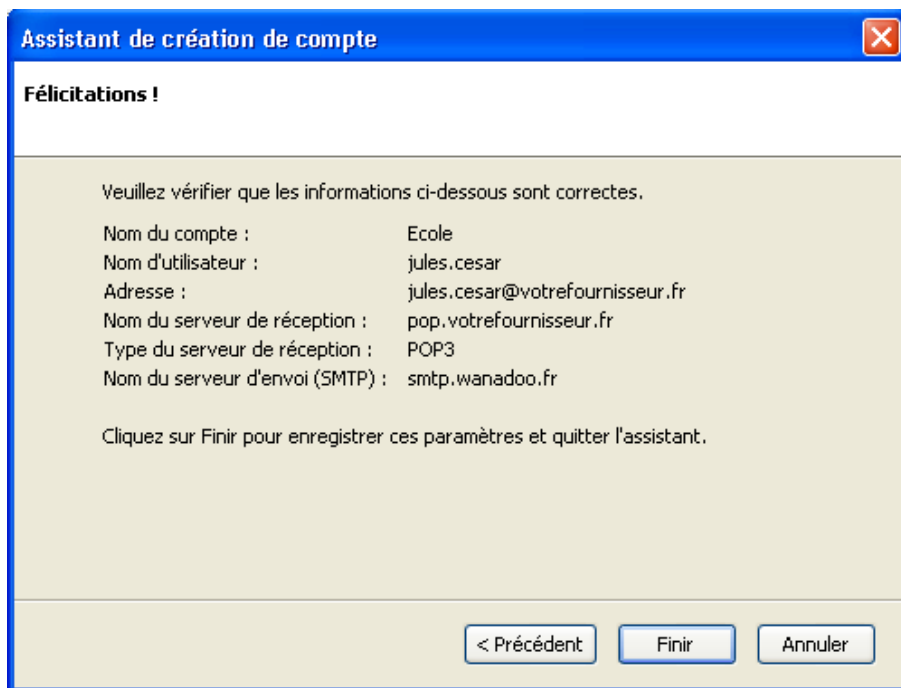 Assistant de création de compte
Félicitations !
Veuillez vérifier que les informations ci-dessous sont correctes.
Nom du compte : Ecole
Nom d'utilisateur : jules.cesar
Adresse : jules.cesar@votrefournisseur.fr
Nom du serveur de réception : pop.votrefournisseur.fr
Type du serveur de réception : POP3
Nom du serveur d'envoi (SMTP) : smtp.wanadoo.fr
Cliquez sur Finir pour enregistrer ces paramètres et quitter l'assistant.
< Précédent Finir Annuler